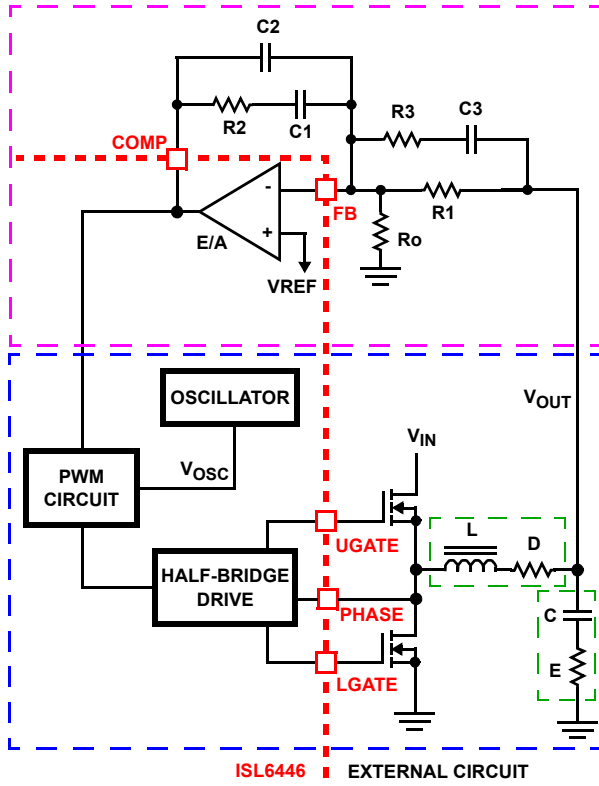 C2
R2
C1
R3
C3
COMP
FB
R1
Ro
-
+
E/A
VREF
VOUT
OSCILLATOR
VIN
PWM
CIRCUIT
VOSC
UGATE
L
D
HALF-BRIDGE
DRIVE
PHASE
C
E
LGATE
ISL6446
EXTERNAL CIRCUIT